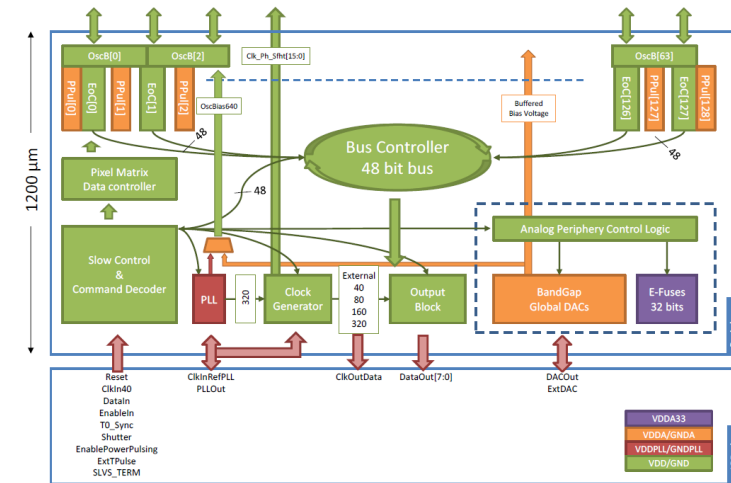 OscB[0]
OscB[2]
Clk_Ph_Sfht[15:0]
OscB[63]
PPul[0]
EoC[0]
PPul[1]
EoC[1]
PPul[2]
OscBias640
Buffered
Bias Voltage
EoC[126]
PPul[127]
EoC[127]
PPul[128]
48
48
Bus Controller
48 bit bus
1200 µm
Pixel Matrix
Data controller
48
Analog Periphery Control Logic
Slow Control
&
Command Decoder
PLL
320
Clock
Generator
External
40
80
160
320
Output
Block
BandGap
Global DACs
E-Fuses
32 bits
Reset
ClkIn40
DataIn
EnableIn
T0_Sync
Shutter
EnablePowerPulsing
ExtTPulse
SLVS_TERM
ClkInRefPLL
PLLOut
ClkOutData
DataOut[7:0]
DACOut
ExtDAC
VDDA33
VDDA/GNDA
VDDPLL/GNDPLL
VDD/GND